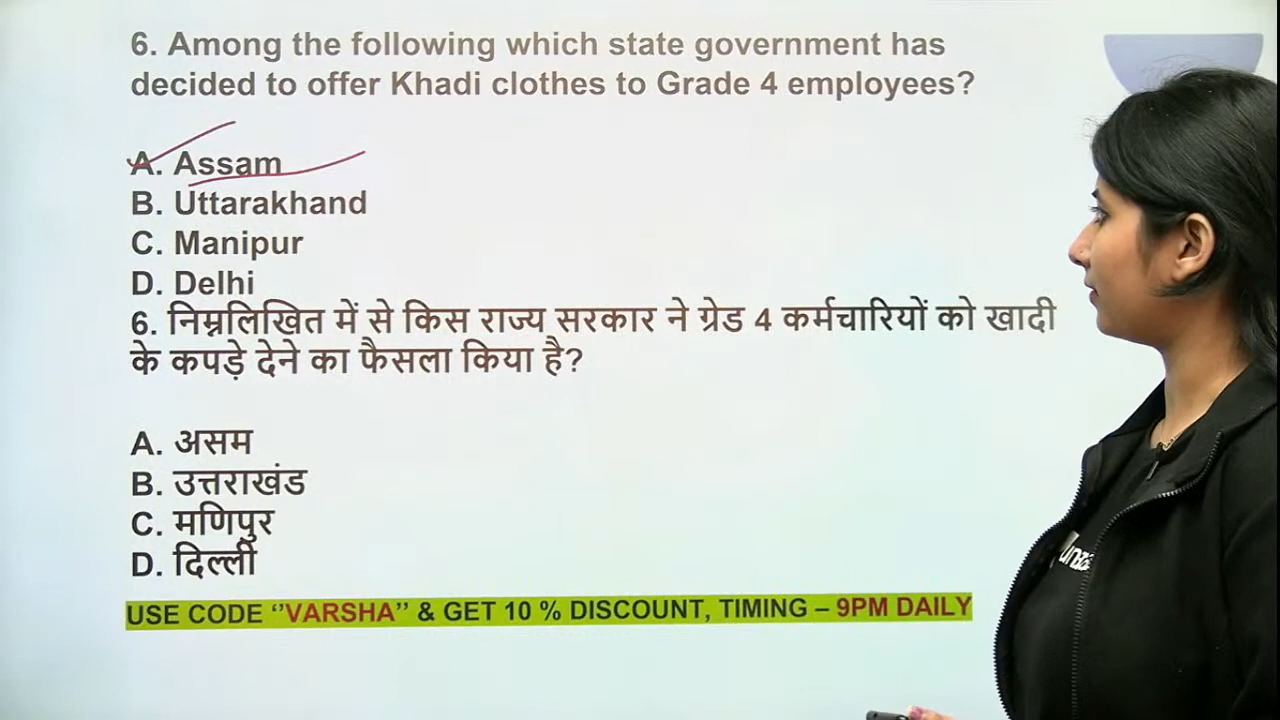 6. Among the following which state government has
decided to offer Khadi clothes to Grade 4 employees?
A. Assam
B. Uttarakhand
C. Manipur
D. Delhi
6. निम्नलिखित में से किस राज्य सरकार ने ग्रेड 4 कर्मचारियों को खादी
के कपड़े देने का फैसला किया है?
A. असम
B. उत्तराखंड
C. मणिपुर
D. दिल्ली
USE CODE ‘’VARSHA’’ & GET 10 % DISCOUNT, TIMING – 9PM DAILY